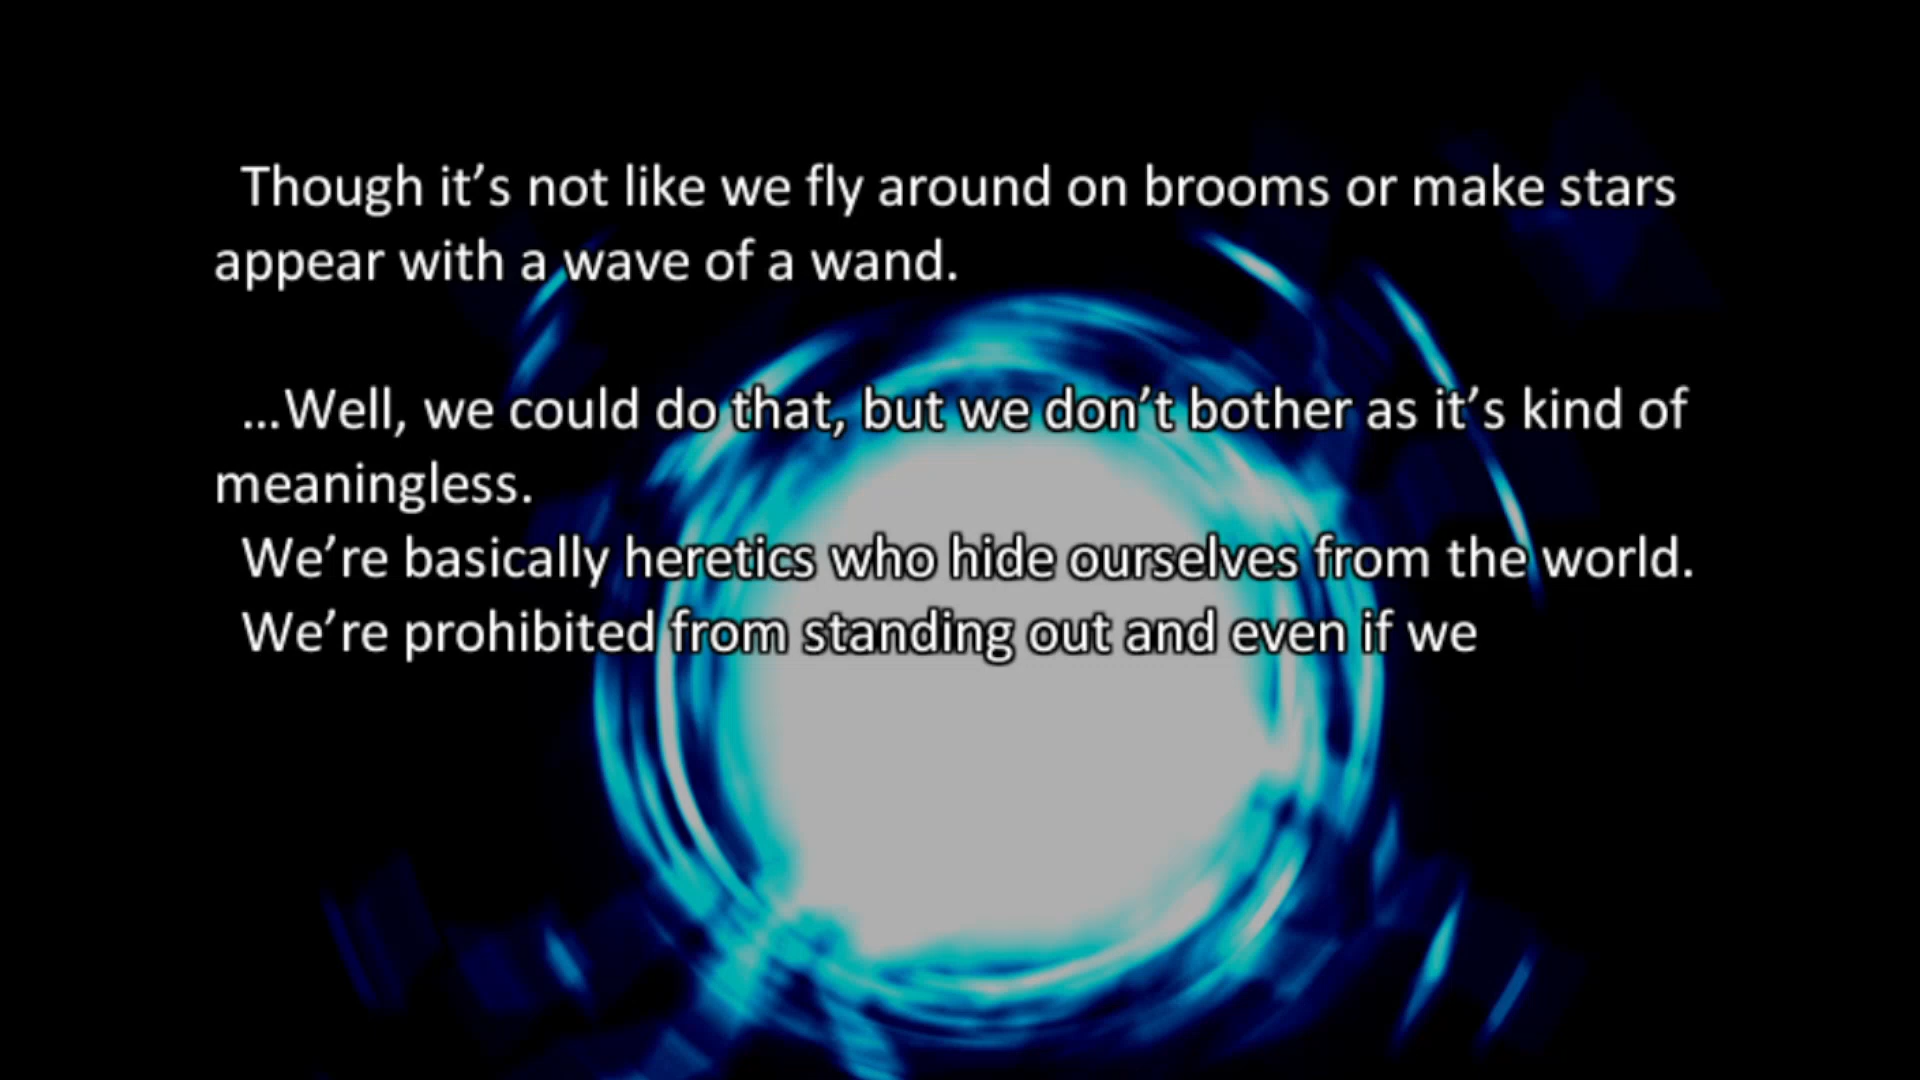 Though it’s not like we fly around on brooms or make stars
appear with a wave of a wand.
…Well, we could do that, but we don’t bother as it’s kind of
meaningless.
We’re basically heretics who hide ourselves from the world.
We’re prohibited from standing out and even if we